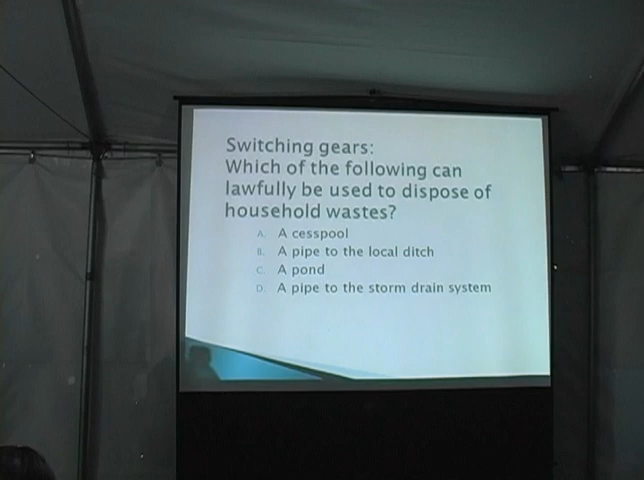 Switching gears:
Which of the following can
lawfully be used to dispose of
household wastes?
A. A cesspool
B. A pipe to the local ditch
C. A pond
D. A pipe to the storm drain system